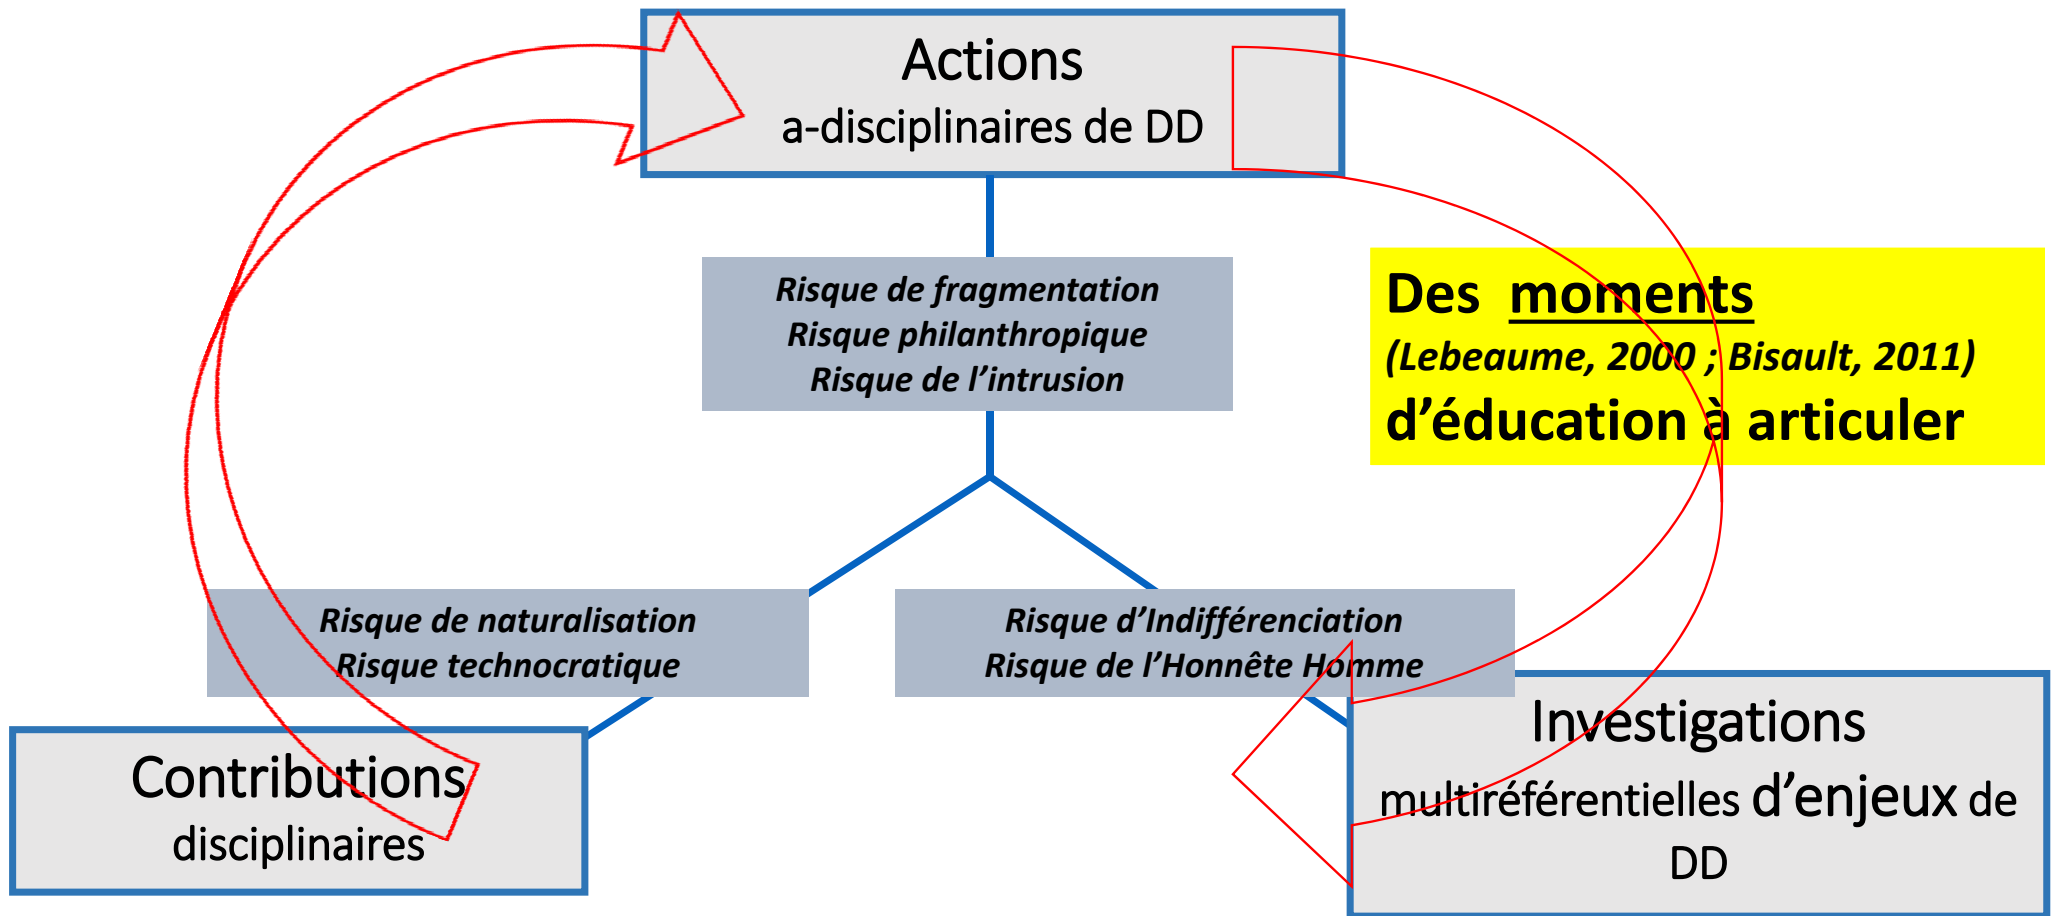 Actions
a-disciplinaires de DD
Risque de fragmentation
Risque philanthropique
Risque de l’intrusion
Des moments
(Lebeaume, 2000 ; Bisault, 2011)
d’éducation à articuler
Risque de naturalisation
Risque technocratique
Risque d’Indifférenciation
Risque de l’Honnête Homme
Contributions
disciplinaires
Investigations
multiréférentielles d’enjeux de
DD